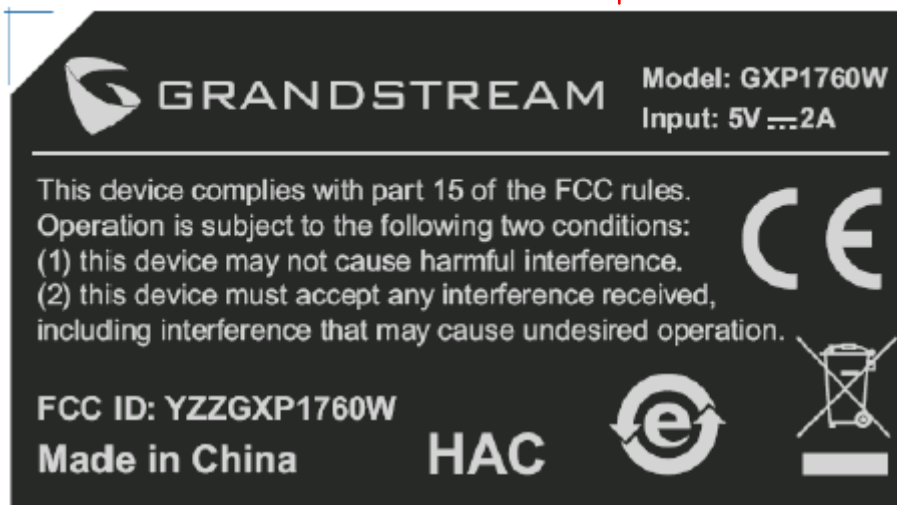 GRANDSTREAM
Model: GXP1760W
Input: 5V ⎓ 2A
This device complies with part 15 of the FCC rules.
Operation is subject to the following two conditions:
(1) this device may not cause harmful interference.
(2) this device must accept any interference received,
including interference that may cause undesired operation.
CE
FCC ID: YZZGXP1760W
Made in China
HAC
e